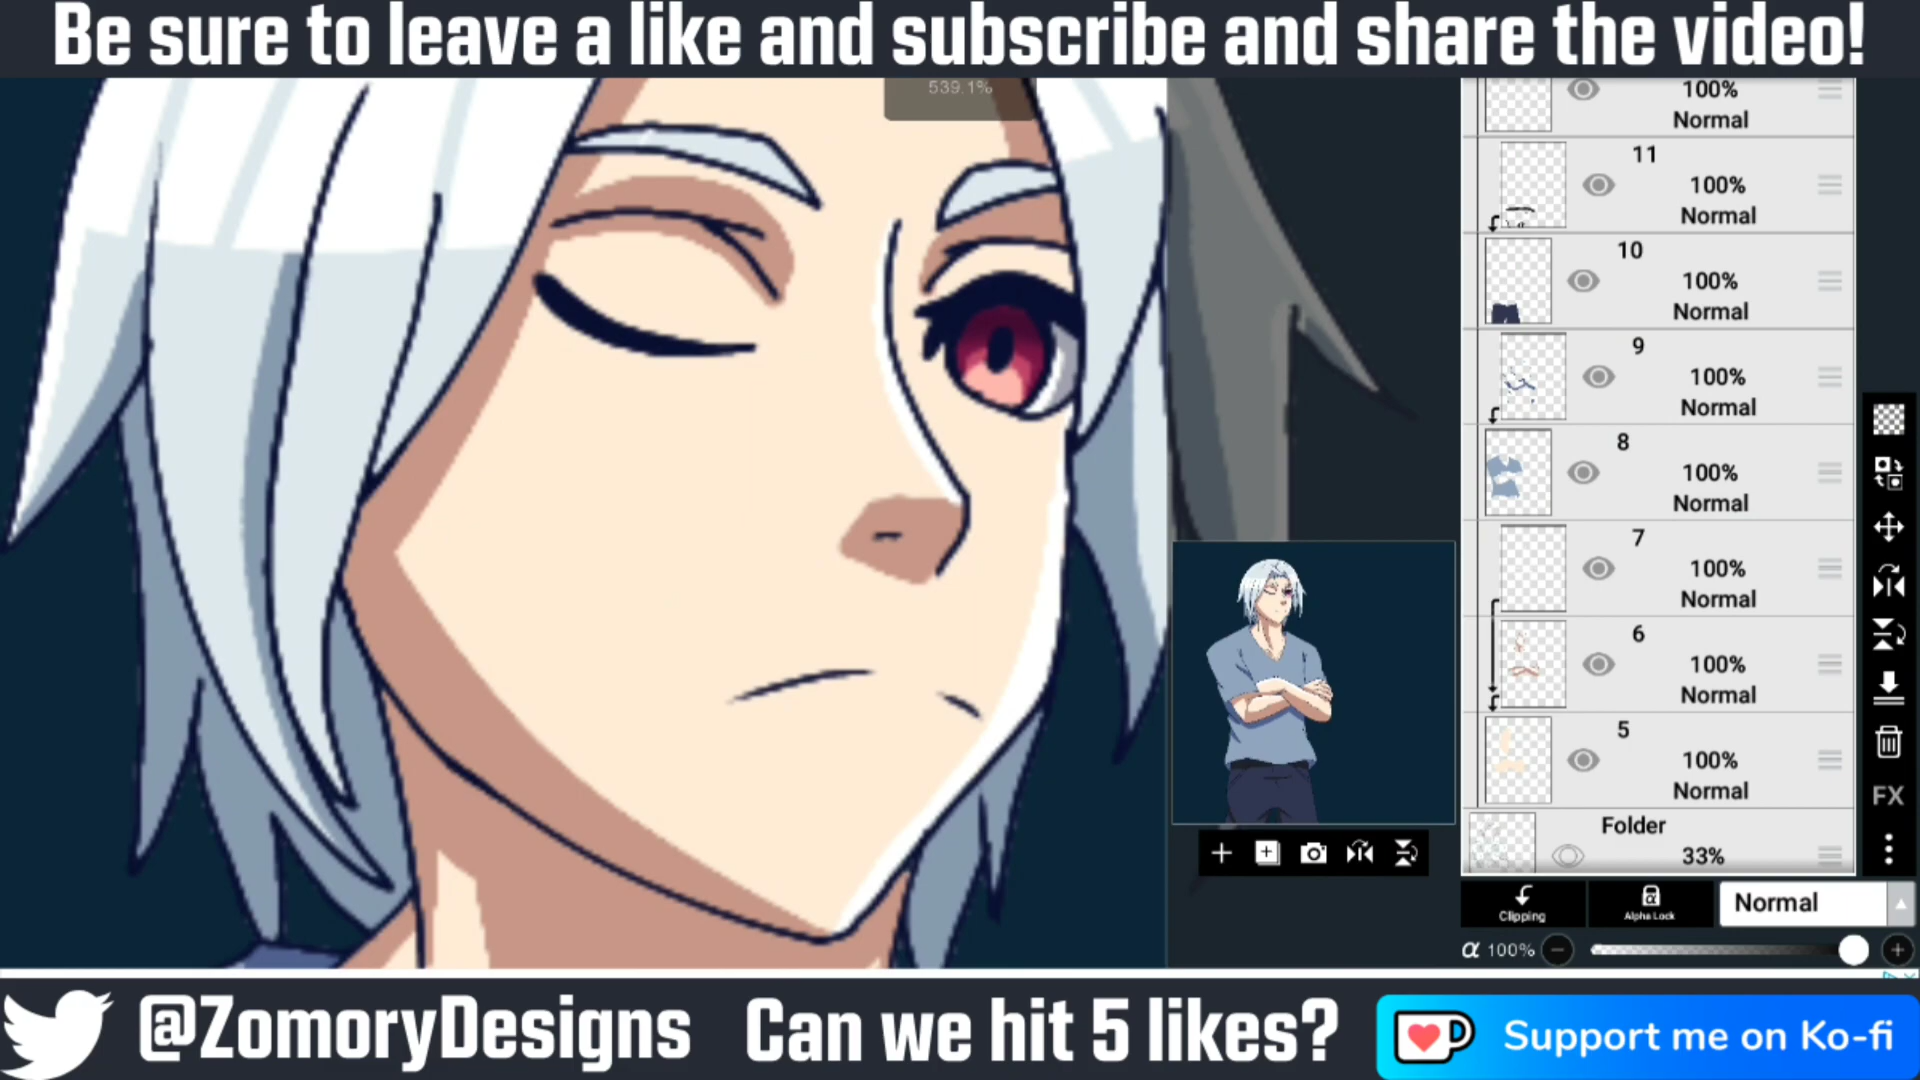 Be sure to leave a like and subscribe and share the video!
539.1%
100%
Normal
11
100%
Normal
10
100%
Normal
9
100%
Normal
8
100%
Normal
7
100%
Normal
6
100%
Normal
5
100%
Normal
Folder
33%
FX
Clipping
α
Alpha Lock
Normal
α 100%
@ZomoryDesigns
Can we hit 5 likes?
Support me on Ko-fi